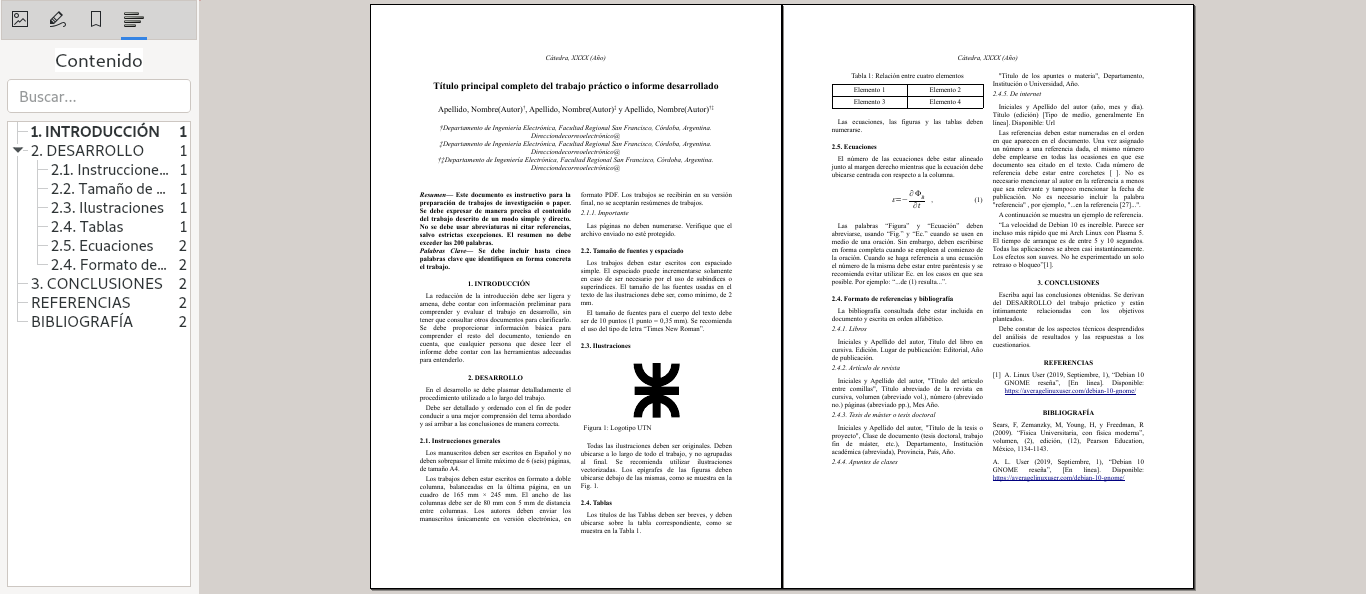 Contenido
Buscar...
1. INTRODUCCIÓN 1
2. DESARROLLO 1
2.1. Instruccione... 1
2.2. Tamaño de ... 1
2.3. Ilustraciones 1
2.4. Tablas 1
2.5. Ecuaciones 2
2.4. Formato de... 2
3. CONCLUSIONES 2
REFERENCIAS 2
BIBLIOGRAFÍA 2
Cátedra, XXXX (Año)
Título principal completo del trabajo práctico o informe desarrollado
Apellido, Nombre(Autor)†, Apellido, Nombre(Autor)‡ y Apellido, Nombre(Autor)†‡
†Departamento de Ingeniería Electrónica, Facultad Regional San Francisco. Córdoba, Argentina.
Direccióndecorreoelectrónico@
‡Departamento de Ingeniería Electrónica, Facultad Regional San Francisco. Córdoba, Argentina.
Direccióndecorreoelectrónico@
†‡Departamento de Ingeniería Electrónica, Facultad Regional San Francisco. Córdoba, Argentina.
Direccióndecorreoelectrónico@
Resumen— Este documento es instructivo para la
preparación de trabajos de investigación o paper.
Se debe expresar de manera precisa el contenido
del trabajo descrito de un modo simple y directo.
No se debe usar abreviaturas ni citar referencias,
salvo estrictas excepciones. El resumen no debe
exceder las 200 palabras.
Palabras Clave— Se debe incluir hasta cinco
palabras clave que identifiquen en forma concreta
el trabajo.
1. INTRODUCCIÓN
La redacción de la introducción debe ser ligera y
amena, debe contar con información preliminar para
comprender y evaluar el trabajo en desarrollo, sin
tener que consultar otros documentos para clarificarlo.
Se debe proporcionar información básica para
comprender el resto del documento, teniendo en
cuenta, que cualquier persona que desee leer el
informe debe contar con las herramientas adecuadas
para entenderlo.
2. DESARROLLO
En el desarrollo se debe plasmar detalladamente el
procedimiento utilizado a lo largo del trabajo.
Debe ser detallado y ordenado con el fin de poder
conducir a una mejor comprensión del tema abordado
y así arribar a las conclusiones de manera correcta.
2.1. Instrucciones generales
Los manuscritos deben ser escritos en Español y no
deben sobrepasar el límite máximo de 6 (seis) páginas,
de tamaño A4.
Los trabajos deben estar escritos en formato a doble
columna, balanceadas en la última página, en un
cuadro de 165 mm × 245 mm. El ancho de las
columnas debe ser de 80 mm con 5 mm de distancia
entre columnas. Los autores deben enviar los
manuscritos únicamente en versión electrónica, en
formato PDF. Los trabajos se recibirán en su versión
final, no se aceptarán resúmenes de trabajos.
2.1.1. Importante
Las páginas no deben numerarse. Verifique que el
archivo enviado no esté protegido.
2.2. Tamaño de fuentes y espaciado
Los trabajos deben estar escritos con espaciado
simple. El espaciado puede incrementarse solamente
en caso de ser necesario por el uso de subíndices o
superíndices. El tamaño de las fuentes usadas en el
texto de las ilustraciones debe ser, como mínimo, de 2
mm.
El tamaño de fuentes para el cuerpo del texto debe
ser de 10 puntos (1 punto = 0,35 mm). Se recomienda
el uso del tipo de letra “Times New Roman”.
2.3. Ilustraciones
Figura 1: Logotipo UTN
Todas las ilustraciones deben ser originales. Deben
ubicarse a lo largo de todo el trabajo, y no agrupadas
al final. Se recomienda utilizar ilustraciones
vectorizadas. Los epígrafes de las figuras deben
ubicarse debajo de las mismas, como se muestra en la
Fig. 1.
2.4. Tablas
Los títulos de las Tablas deben ser breves, y deben
ubicarse sobre la tabla correspondiente, como se
muestra en la Tabla 1.
Cátedra, XXXX (Año)
Tabla 1: Relación entre cuatro elementos
Elemento 1 Elemento 2
Elemento 3 Elemento 4
Las ecuaciones, las figuras y las tablas deben
numerarse.
2.5. Ecuaciones
El número de las ecuaciones debe estar alineado
junto al margen derecho mientras que la ecuación debe
ubicarse centrada con respecto a la columna.
ε=−∂Φ_B/∂t , (1)
Las palabras “Figura” y “Ecuación” deben
abreviarse, usando “Fig.” y “Ec.” cuando se usen en
medio de una oración. Sin embargo, deben escribirse
en forma completa cuando se empleen al comienzo de
la oración. Cuando se haga referencia a una ecuación
el número de la misma debe estar entre paréntesis y se
recomienda evitar utilizar Ec. en los casos en que sea
posible. Por ejemplo: “...de (1) resulta...”.
2.4. Formato de referencias y bibliografía
La bibliografía consultada debe estar incluida en
documento y escrita en orden alfabético.
2.4.1. Libros
Iniciales y Apellido del autor, Título del libro en
cursiva. Edición. Lugar de publicación: Editorial, Año
de publicación.
2.4.2. Artículo de revista
Iniciales y Apellido del autor, "Título del artículo
entre comillas", Título abreviado de la revista en
cursiva, volumen (abreviado vol.), número (abreviado
no.) páginas (abreviado pp.), Mes Año.
2.4.3. Tesis de máster o tesis doctoral
Iniciales y Apellido del autor, "Título de la tesis o
proyecto", Clase de documento (tesis doctoral, trabajo
fin de máster, etc.), Departamento, Institución
académica (abreviada), Provincia, País, Año.
2.4.4. Apuntes de clases
"Título de los apuntes o materia", Departamento,
Institución o Universidad, Año.
2.4.5. De internet
Iniciales y Apellido del autor (año, mes y día).
Título (edición) [Tipo de medio, generalmente En
línea]. Disponible: Url
Las referencias deben estar numeradas en el orden
en que aparecen en el documento. Una vez asignado
un número a una referencia dada, el mismo número
debe emplearse en todas las ocasiones en que ese
documento sea citado en el texto. Cada número de
referencia debe estar entre corchetes [ ]. No es
necesario mencionar al autor en la referencia a menos
que sea relevante y tampoco mencionar la fecha de
publicación. No es necesario incluir la palabra
"referencia" , por ejemplo, "...en la referencia [27]...".
A continuación se muestra un ejemplo de referencia.
“La velocidad de Debian 10 es increíble. Parece ser
incluso más rápido que mi Arch Linux con Plasma 5.
El tiempo de arranque es de entre 5 y 10 segundos.
Todas las aplicaciones se abren casi instantáneamente.
Los efectos son suaves. No he experimentado un solo
retraso o bloqueo”[1].
3. CONCLUSIONES
Escriba aquí las conclusiones obtenidas. Se derivan
del DESARROLLO del trabajo práctico y están
íntimamente relacionadas con los objetivos
planteados.
Debe constar de los aspectos técnicos desprendidos
del análisis de resultados y las respuestas a los
cuestionarios.
REFERENCIAS
[1] A. Linux User (2019, Septiembre, 1), “Debian 10
GNOME reseña”, [En línea]. Disponible:
https://averagelinuxuser.com/debian-10-gnome/
BIBLIOGRAFÍA
Sears, F, Zemanzky, M, Young, H, y Freedman, R
(2009). “Física Universitaria, con física moderna”,
volumen, (2), edición, (12), Pearson Education,
México, 1134-1143.
A. L. User (2019, Septiembre, 1), “Debian 10
GNOME reseña”, [En línea]. Disponible:
https://averagelinuxuser.com/debian-10-gnome/